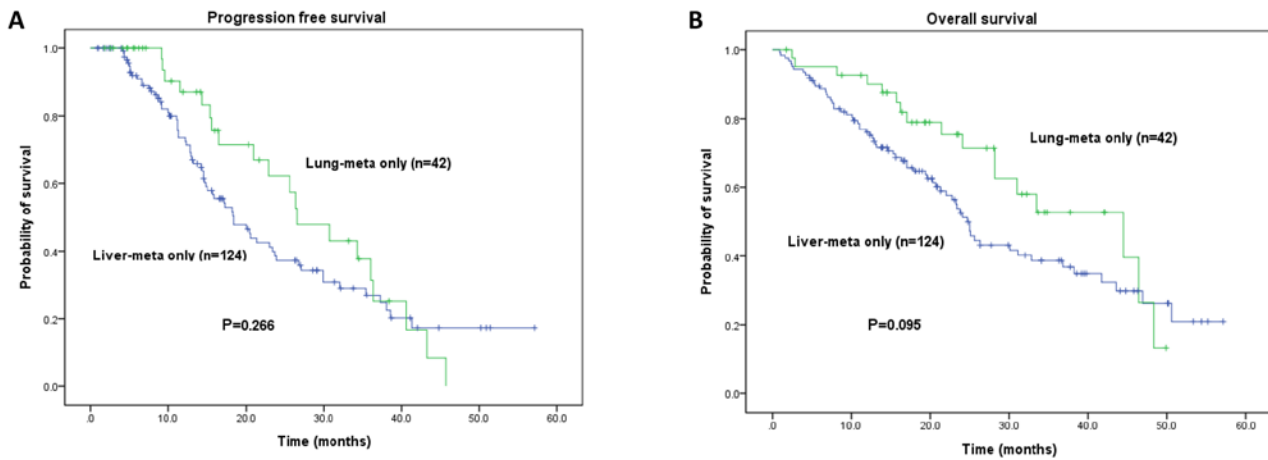 A
Progression free survival
Probability of survival
1.0
0.8
0.6
0.4
0.2
0.0
Lung-meta only (n=42)
Liver-meta only (n=124)
P=0.266
.0 10.0 20.0 30.0 40.0 50.0 60.0
Time (months)
B
Overall survival
Probability of survival
1.0
0.8
0.6
0.4
0.2
0.0
Lung-meta only (n=42)
Liver-meta only (n=124)
P=0.095
.0 10.0 20.0 30.0 40.0 50.0 60.0
Time (months)